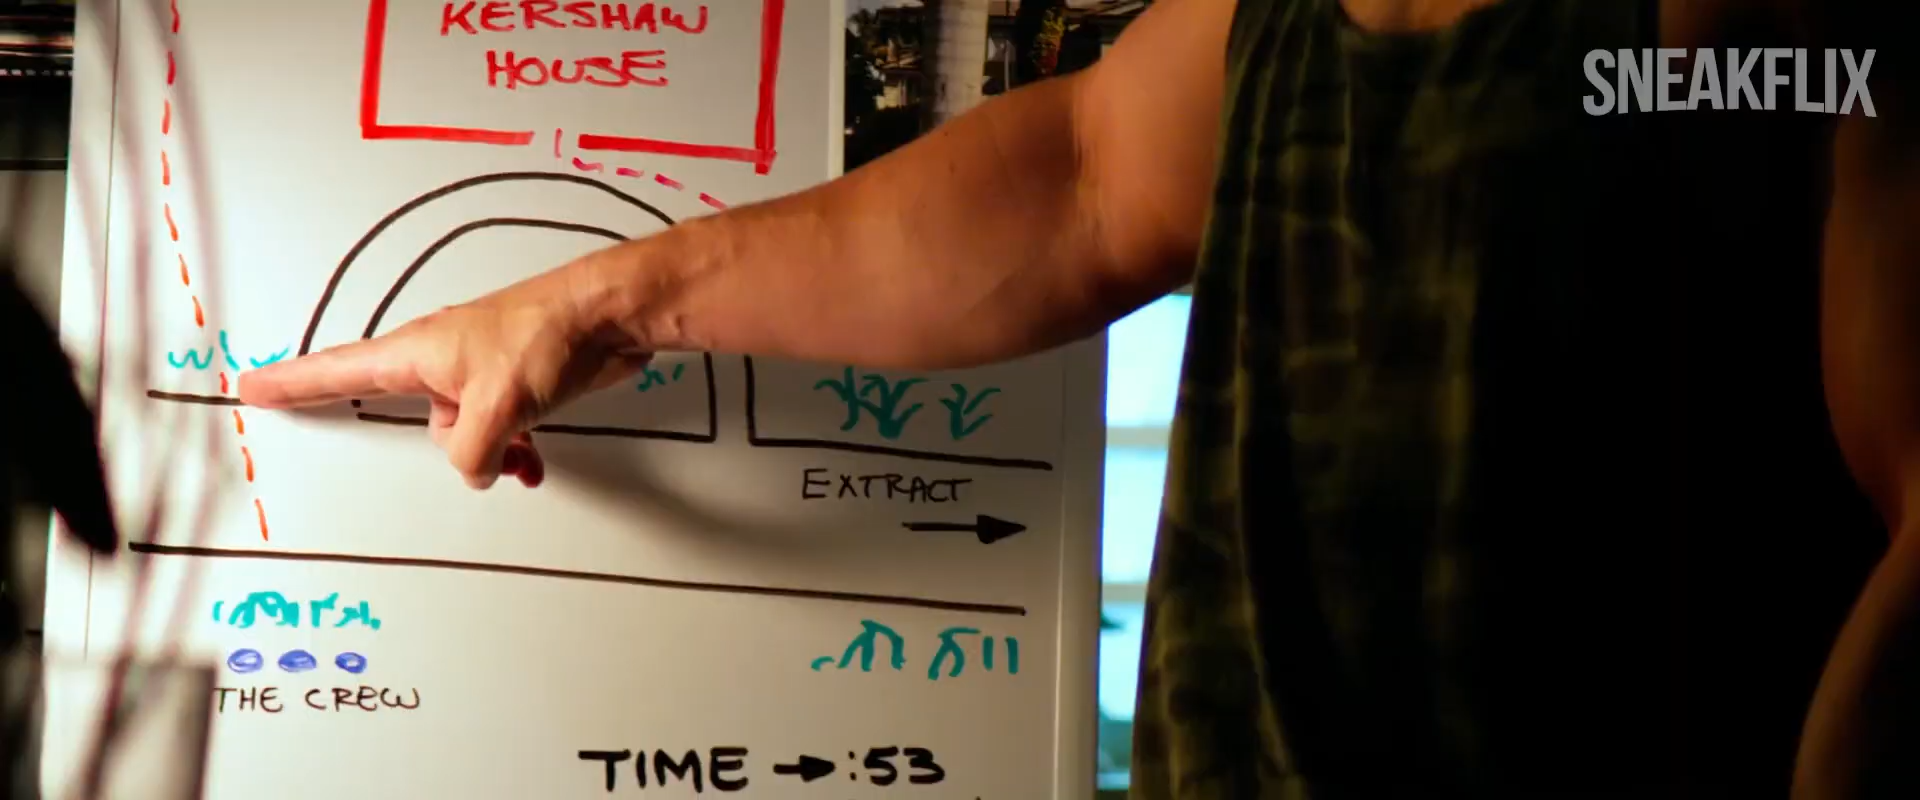 KERSHAW
HOUSE
SNEAKFLIX
EXTRACT
THE CREW
TIME → :53